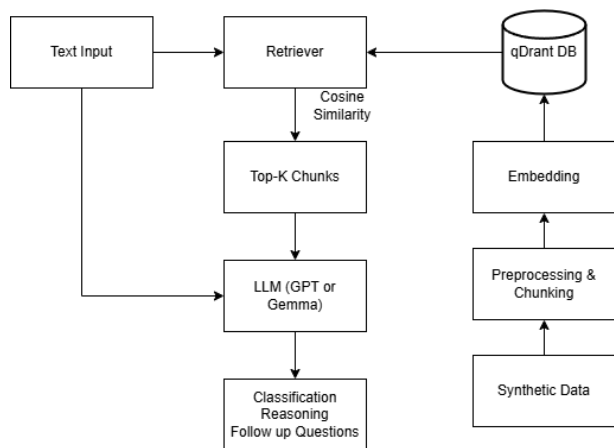 Text Input
Retriever
qDrant DB
Cosine
Similarity
Top-K Chunks
Embedding
LLM (GPT or
Gemma)
Preprocessing &
Chunking
Classification
Reasoning
Follow up Questions
Synthetic Data